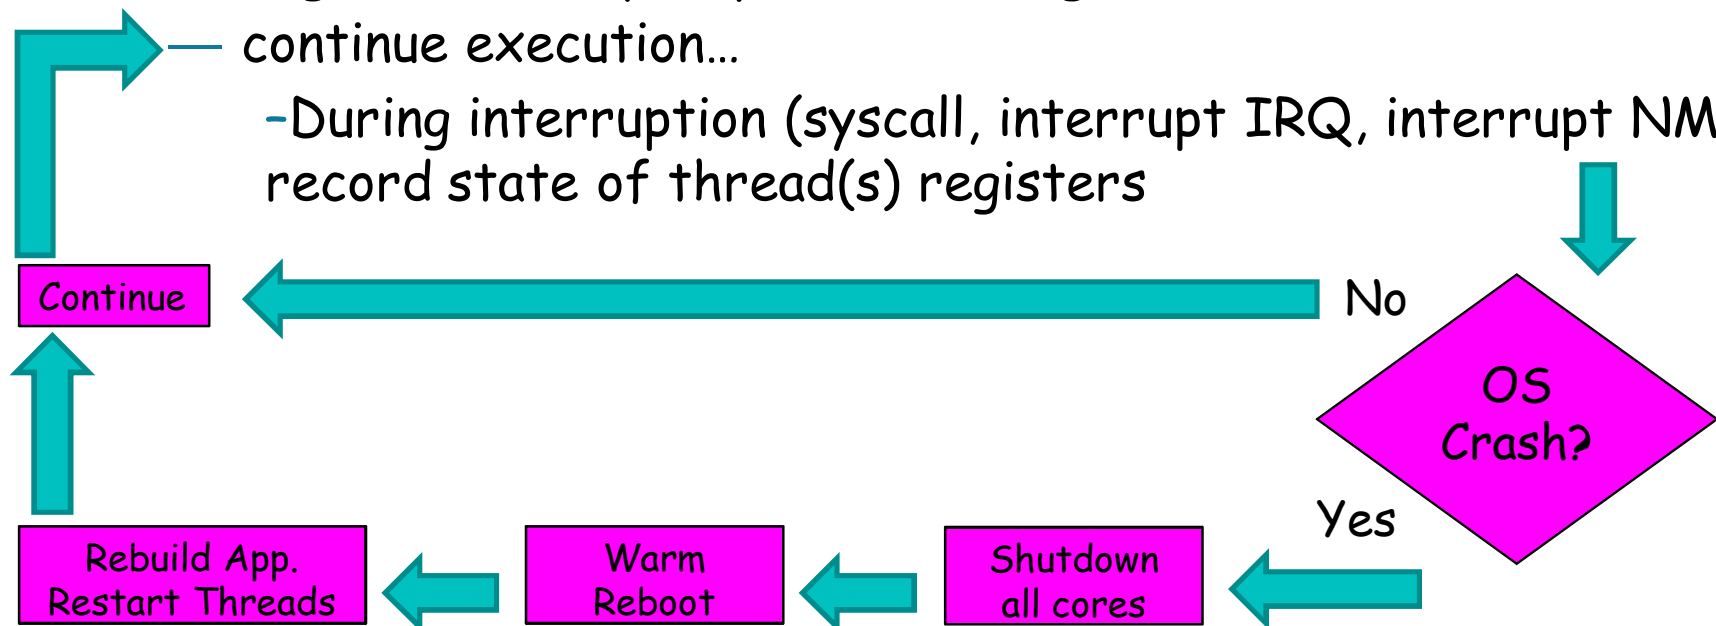 — continue execution…
–During interruption (syscall, interrupt IRQ, interrupt NM
record state of thread(s) registers
Continue
No
OS
Crash?
Yes
Rebuild App.
Restart Threads
Warm
Reboot
Shutdown
all cores